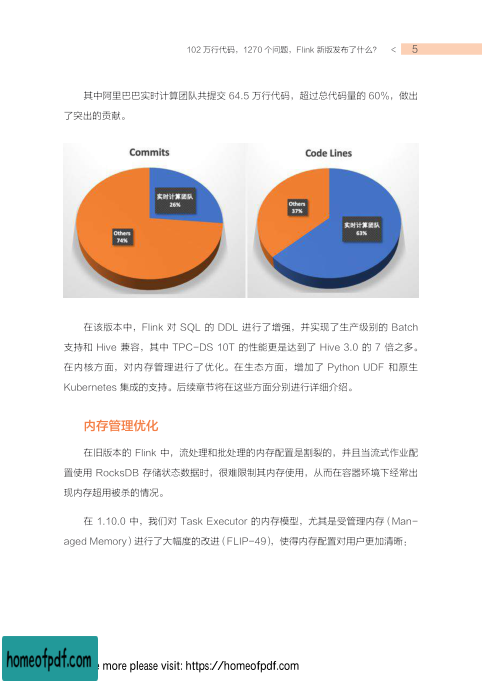 102 万行代码，1270 个问题，Flink 新版发布了什么？ < 5
其中阿里巴巴实时计算团队共提交 64.5 万行代码，超过总代码量的 60%，做出
了突出的贡献。
Commits
实时计算团队
26%
Others
74%
Code Lines
Others
37%
实时计算团队
63%
在该版本中，Flink 对 SQL 的 DDL 进行了增强，并实现了生产级别的 Batch
支持和 Hive 兼容，其中 TPC-DS 10T 的性能更是达到了 Hive 3.0 的 7 倍之多。
在内核方面，对内存管理进行了优化。在生态方面，增加了 Python UDF 和原生
Kubernetes 集成的支持。后续章节将在这些方面分别进行详细介绍。
内存管理优化
在旧版本的 Flink 中，流处理和批处理的内存配置是割裂的，并且当流式作业配
置使用 RocksDB 存储状态数据时，很难限制其内存使用，从而在容器环境下经常出
现内存超用被杀的情况。
在 1.10.0 中，我们对 Task Executor 的内存模型，尤其是受管理内存（Man-
aged Memory）进行了大幅度的改进（FLIP-49），使得内存配置对用户更加清晰：
homeofpdf.com
more please visit: https://homeofpdf.com